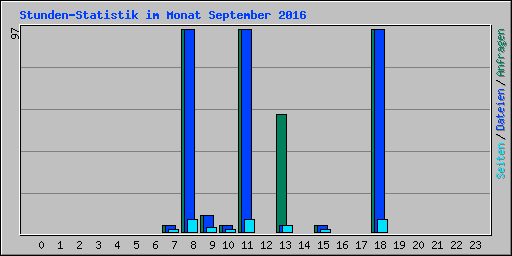 Stunden-Statistik im Monat September 2016
97
Seiten / Dateien / Anfragen
0 1 2 3 4 5 6 7 8 9 10 11 12 13 14 15 16 17 18 19 20 21 22 23